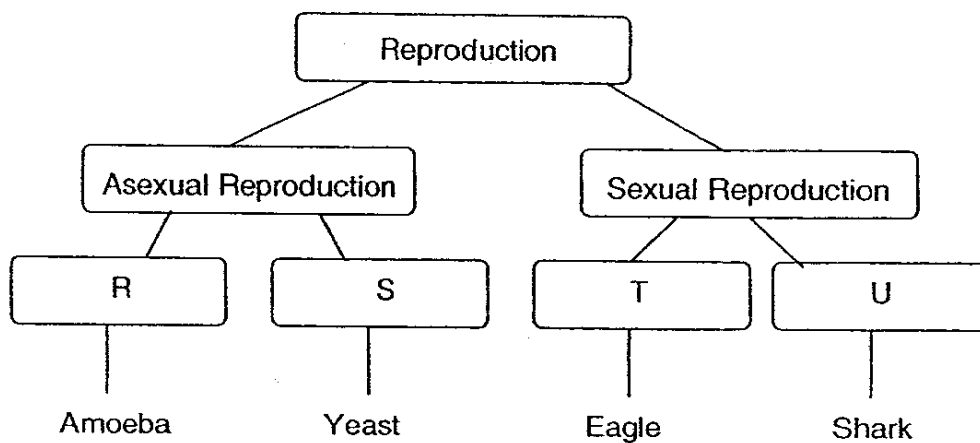 Reproduction
Asexual Reproduction
Sexual Reproduction
R
S
T
U
Amoeba
Yeast
Eagle
Shark